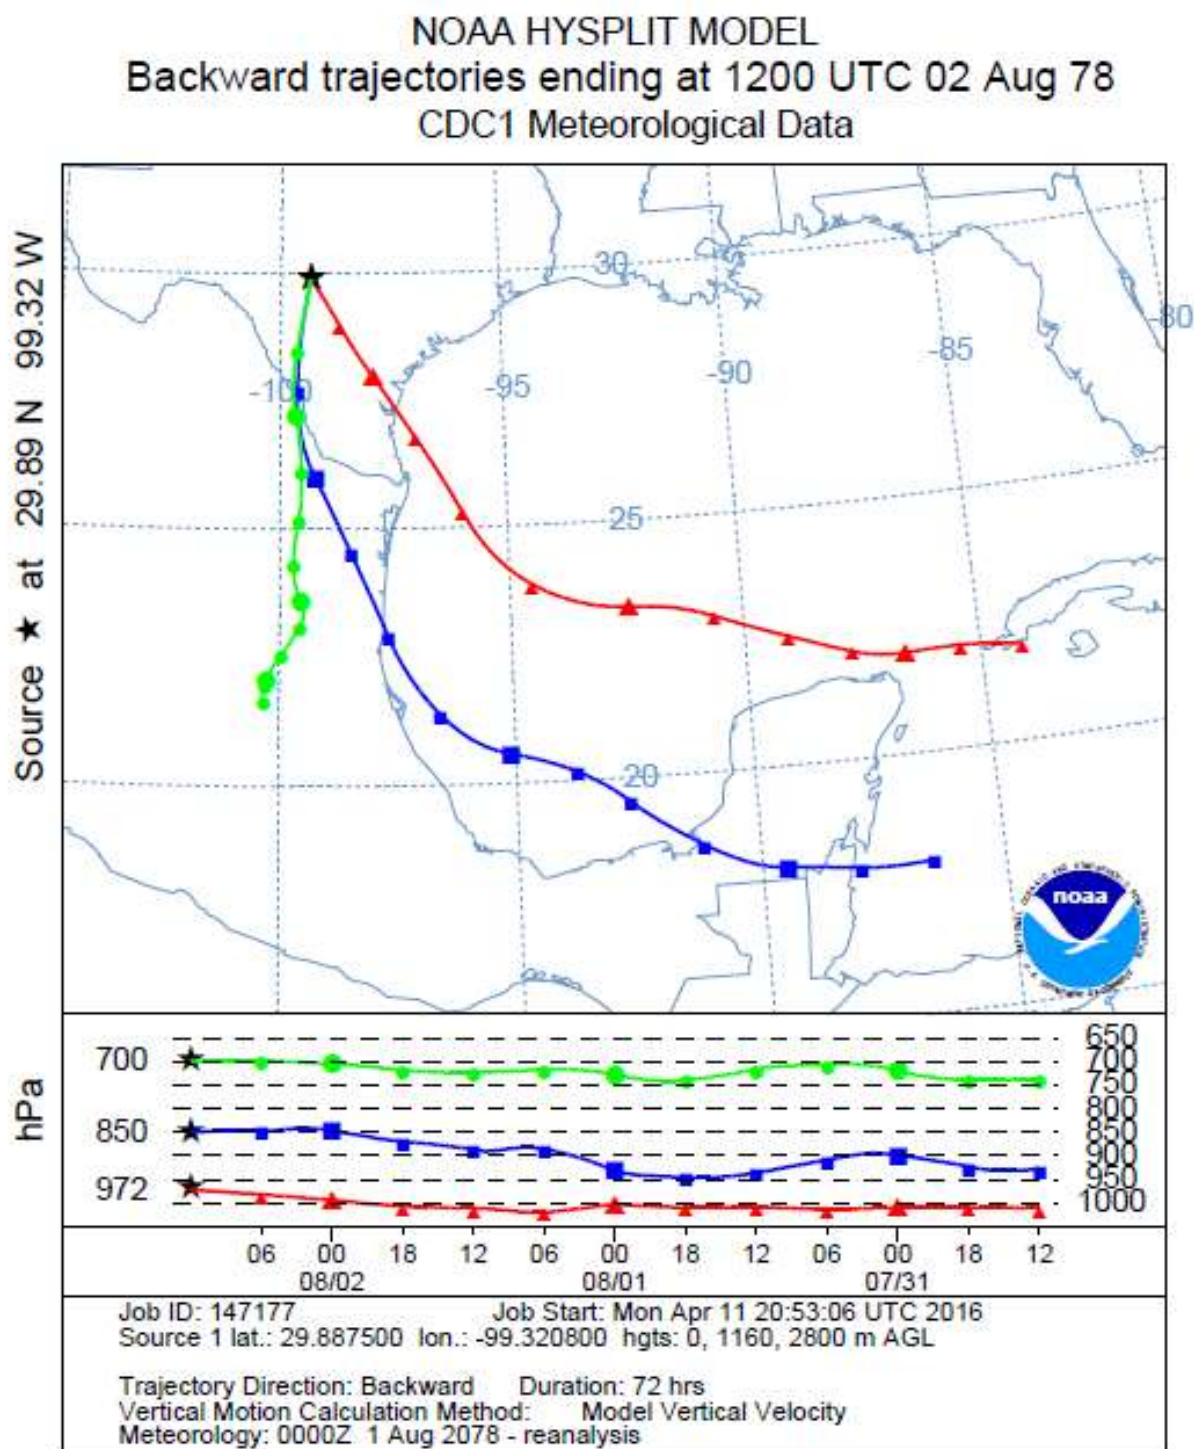 NOAA HYSPLIT MODEL
Backward trajectories ending at 1200 UTC 02 Aug 78
CDC1 Meteorological Data
Source ★ at 29.89 N 99.32 W
30
-80
-85
-90
-95
-100
25
20
noaa
hPa
700
850
972
650
700
750
800
850
900
950
1000
06 00 18 12 06 00 18 12 06 00 18 12
08/02 08/01 07/31
Job ID: 147177 Job Start: Mon Apr 11 20:53:06 UTC 2016
Source 1 lat.: 29.887500 lon.: -99.320800 hgts: 0, 1160, 2800 m AGL
Trajectory Direction: Backward Duration: 72 hrs
Vertical Motion Calculation Method: Model Vertical Velocity
Meteorology: 0000Z 1 Aug 2078 - reanalysis